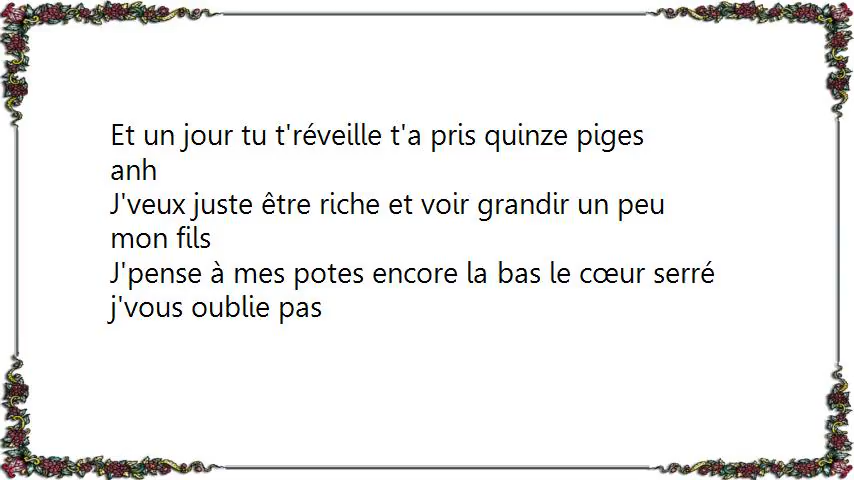 Et un jour tu t'réveille t'a pris quinze piges
anh
J'veux juste être riche et voir grandir un peu
mon fils
J'pense à mes potes encore la bas le cœur serré
j'vous oublie pas